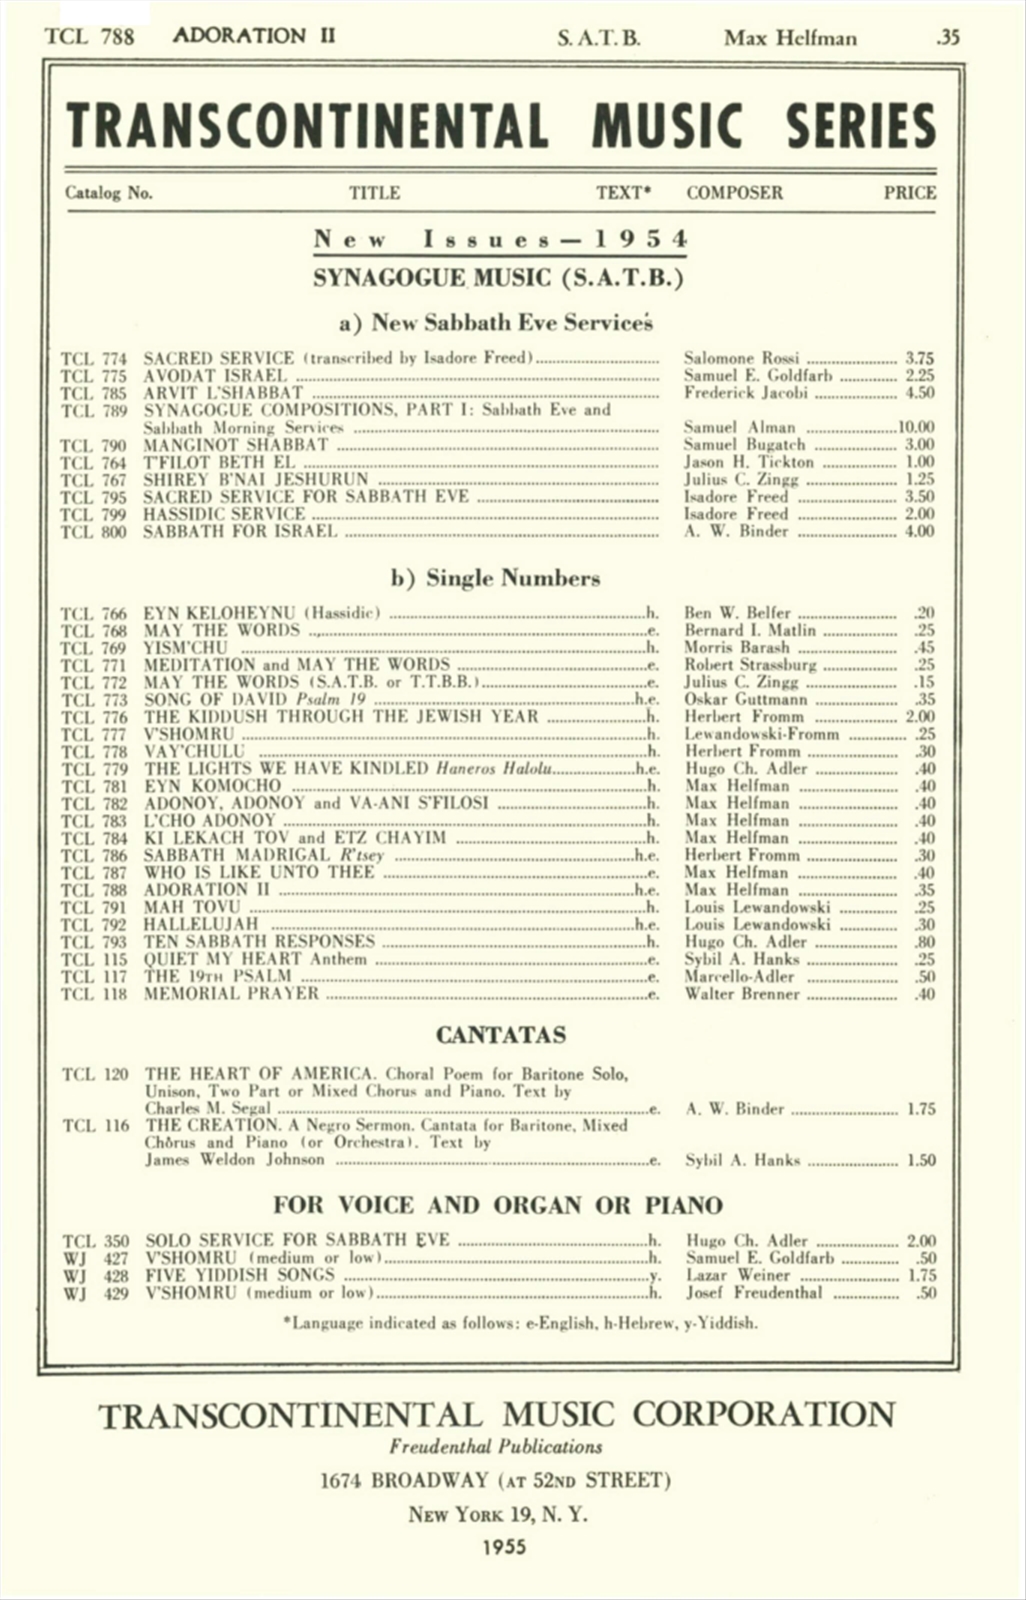 TCL 788 ADORATION II S.A.T.B. Max Helfman .35
TRANSCONTINENTAL MUSIC SERIES
Catalog No. TITLE TEXT* COMPOSER PRICE
New Issues—1954
SYNAGOGUE MUSIC (S.A.T.B.)
a) New Sabbath Eve Services
TCL 774 SACRED SERVICE (transcribed by Isadore Freed) Salomone Rossi 3.75
TCL 775 AVODAT ISRAEL Samuel E. Goldfarb 2.25
TCL 785 ARVIT L'SHABBAT Frederick Jacobi 4.50
TCL 789 SYNAGOGUE COMPOSITIONS, PART I: Sabbath Eve and
Sabbath Morning Services Samuel Alman 10.00
TCL 790 MANGINOT SHABBAT Samuel Bugatch 3.00
TCL 764 T'FILOT BETH EL Jason H. Tickton 1.00
TCL 767 SHIREY B'NAI JESHURUN Julius C. Zingg 1.25
TCL 795 SACRED SERVICE FOR SABBATH EVE Isadore Freed 3.50
TCL 799 HASSIDIC SERVICE Isadore Freed 2.00
TCL 800 SABBATH FOR ISRAEL A. W. Binder 4.00
b) Single Numbers
TCL 766 EYN KELOHEYNU (Hassidic) h. Ben W. Belfer .20
TCL 768 MAY THE WORDS e. Bernard I. Matlin .25
TCL 769 YISM'CHU h. Morris Barash .45
TCL 771 MEDITATION and MAY THE WORDS e. Robert Strassburg .25
TCL 772 MAY THE WORDS (S.A.T.B. or T.T.B.B.) e. Julius C. Zingg .15
TCL 773 SONG OF DAVID Psalm 19 h.e. Oskar Guttmann .35
TCL 776 THE KIDDUSH THROUGH THE JEWISH YEAR h. Herbert Fromm 2.00
TCL 777 V'SHOMRU h. Lewandowski-Fromm .25
TCL 778 VAY'CHULU h. Herbert Fromm .30
TCL 779 THE LIGHTS WE HAVE KINDLED Haneros Halolu h.e. Hugo Ch. Adler .40
TCL 781 EYN KOMOCHO h. Max Helfman .40
TCL 782 ADONOY, ADONOY and VA-ANI S'FILOSI h. Max Helfman .40
TCL 783 L'CHO ADONOY h. Max Helfman .40
TCL 784 KI LEKACH TOV and ETZ CHAYIM h. Max Helfman .40
TCL 786 SABBATH MADRIGAL R'tsey h.e. Herbert Fromm .30
TCL 787 WHO IS LIKE UNTO THEE e. Max Helfman .40
TCL 788 ADORATION II h.e. Max Helfman .35
TCL 791 MAH TOVU h. Louis Lewandowski .25
TCL 792 HALLELUJAH h.e. Louis Lewandowski .30
TCL 793 TEN SABBATH RESPONSES h. Hugo Ch. Adler .80
TCL 115 QUIET MY HEART Anthem e. Sybil A. Hanks .25
TCL 117 THE 19TH PSALM e. Marcello-Adler .50
TCL 118 MEMORIAL PRAYER e. Walter Brenner .40
CANTATAS
TCL 120 THE HEART OF AMERICA. Choral Poem for Baritone Solo,
Unison, Two Part or Mixed Chorus and Piano. Text by
Charles M. Segal e. A. W. Binder 1.75
TCL 116 THE CREATION. A Negro Sermon. Cantata for Baritone, Mixed
Chorus and Piano (or Orchestra). Text by
James Weldon Johnson e. Sybil A. Hanks 1.50
FOR VOICE AND ORGAN OR PIANO
TCL 350 SOLO SERVICE FOR SABBATH EVE h. Hugo Ch. Adler 2.00
WJ 427 V'SHOMRU (medium or low) h. Samuel E. Goldfarb .50
WJ 428 FIVE YIDDISH SONGS y. Lazar Weiner 1.75
WJ 429 V'SHOMRU (medium or low) h. Josef Freudenthal .50
*Language indicated as follows: e-English, h-Hebrew, y-Yiddish.
TRANSCONTINENTAL MUSIC CORPORATION
Freudenthal Publications
1674 BROADWAY (AT 52ND STREET)
NEW YORK 19, N. Y.
1955